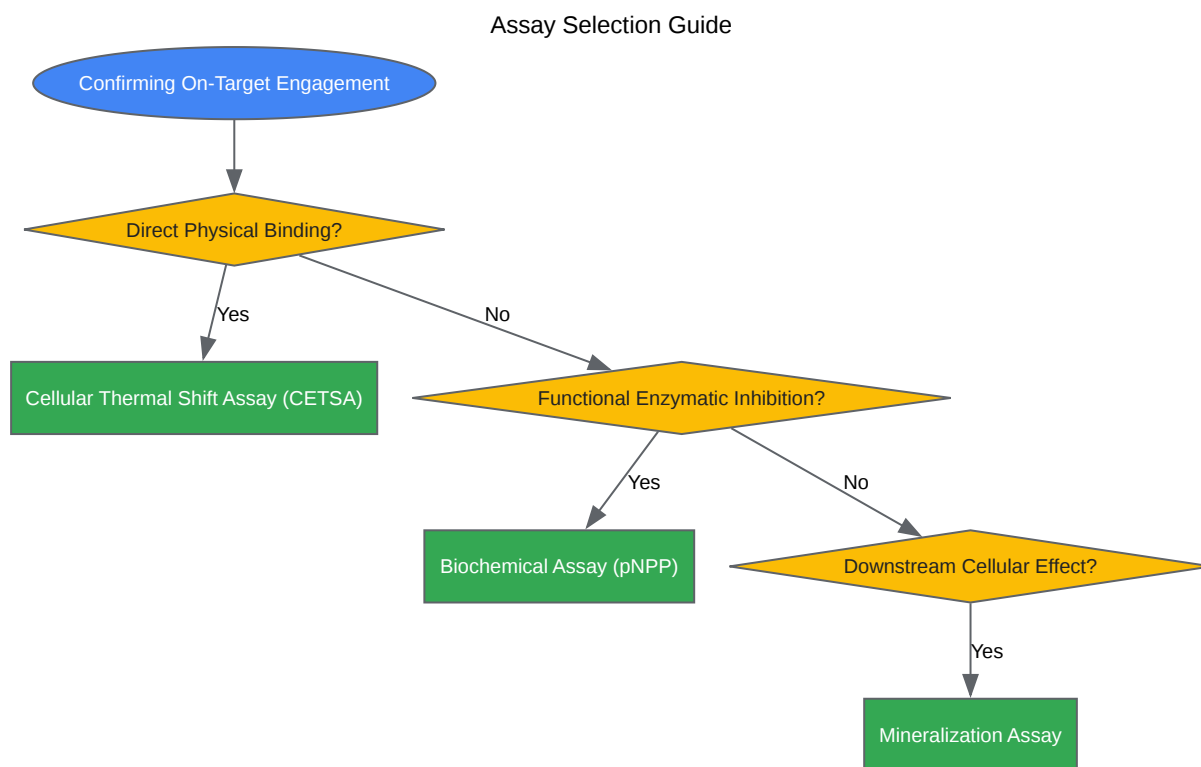 Assay Selection Guide
Confirming On-Target Engagement
Direct Physical Binding?
Yes
No
Cellular Thermal Shift Assay (CETSA)
Functional Enzymatic Inhibition?
Yes
No
Biochemical Assay (pNPP)
Downstream Cellular Effect?
Yes
Mineralization Assay